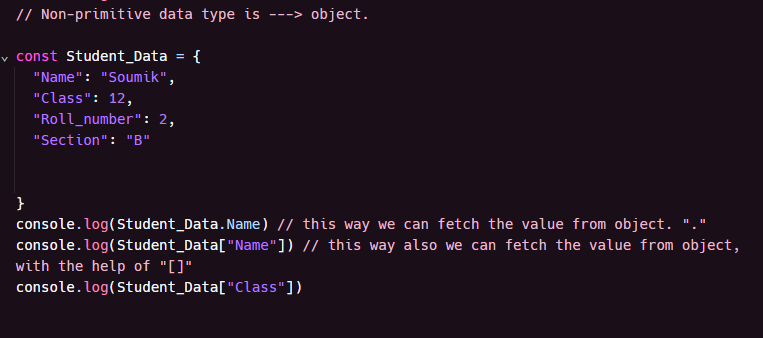 // Non-primitive data type is ---> object.
const Student_Data = {
"Name": "Soumik",
"Class": 12,
"Roll_number": 2,
"Section": "B"
}
console.log(Student_Data.Name) // this way we can fetch the value from object. "."
console.log(Student_Data["Name"]) // this way also we can fetch the value from object,
with the help of "[]"
console.log(Student_Data["Class"])